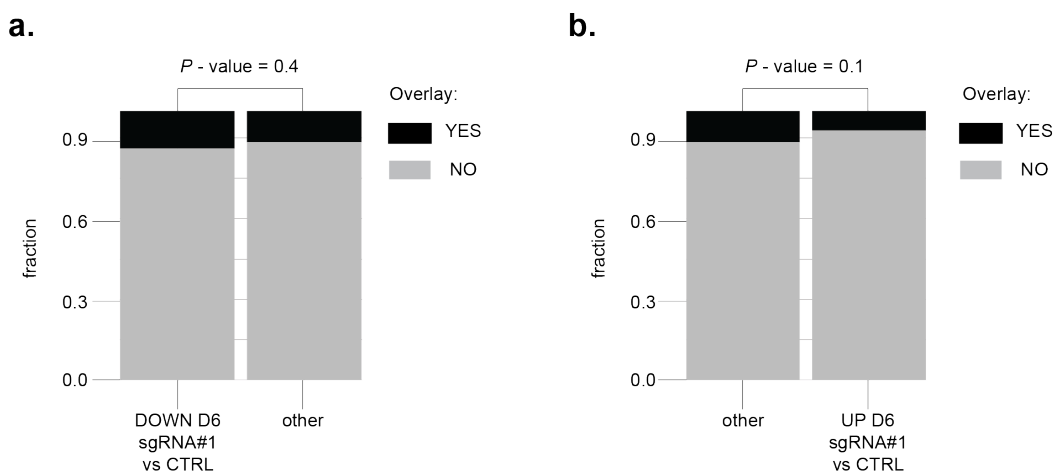 a.
P - value = 0.4
Overlay:
YES
NO
0.9
0.6
0.3
0.0
fraction
DOWN D6
sgRNA#1
vs CTRL
other
b.
P - value = 0.1
Overlay:
YES
NO
0.9
0.6
0.3
0.0
fraction
other
UP D6
sgRNA#1
vs CTRL